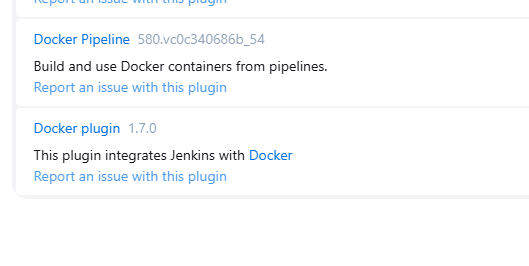 Report an issue with this plugin
Docker Pipeline 580.vc0c340686b_54
Build and use Docker containers from pipelines.
Report an issue with this plugin
Docker plugin 1.7.0
This plugin integrates Jenkins with Docker
Report an issue with this plugin